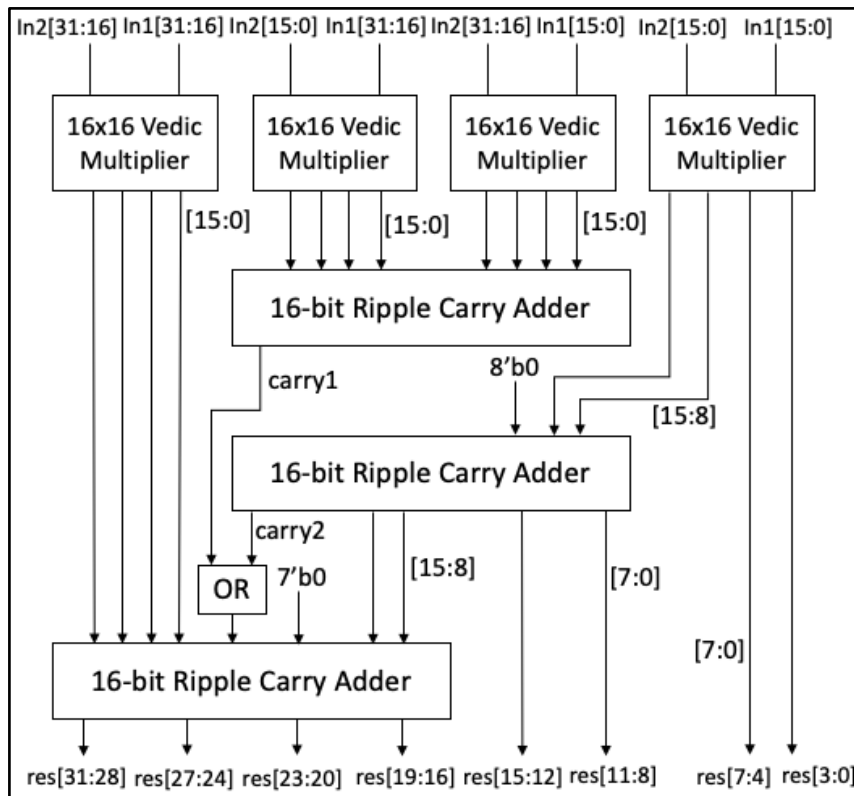 In2[31:16] In1[31:16] In2[15:0] In1[31:16] In2[31:16] In1[15:0] In2[15:0] In1[15:0]
16x16 Vedic Multiplier
16x16 Vedic Multiplier
16x16 Vedic Multiplier
16x16 Vedic Multiplier
[15:0]
[15:0]
[15:0]
16-bit Ripple Carry Adder
carry1
8’b0
[15:8]
16-bit Ripple Carry Adder
carry2
OR
7’b0
[15:8]
[7:0]
[7:0]
16-bit Ripple Carry Adder
res[31:28] res[27:24] res[23:20] res[19:16] res[15:12] res[11:8] res[7:4] res[3:0]